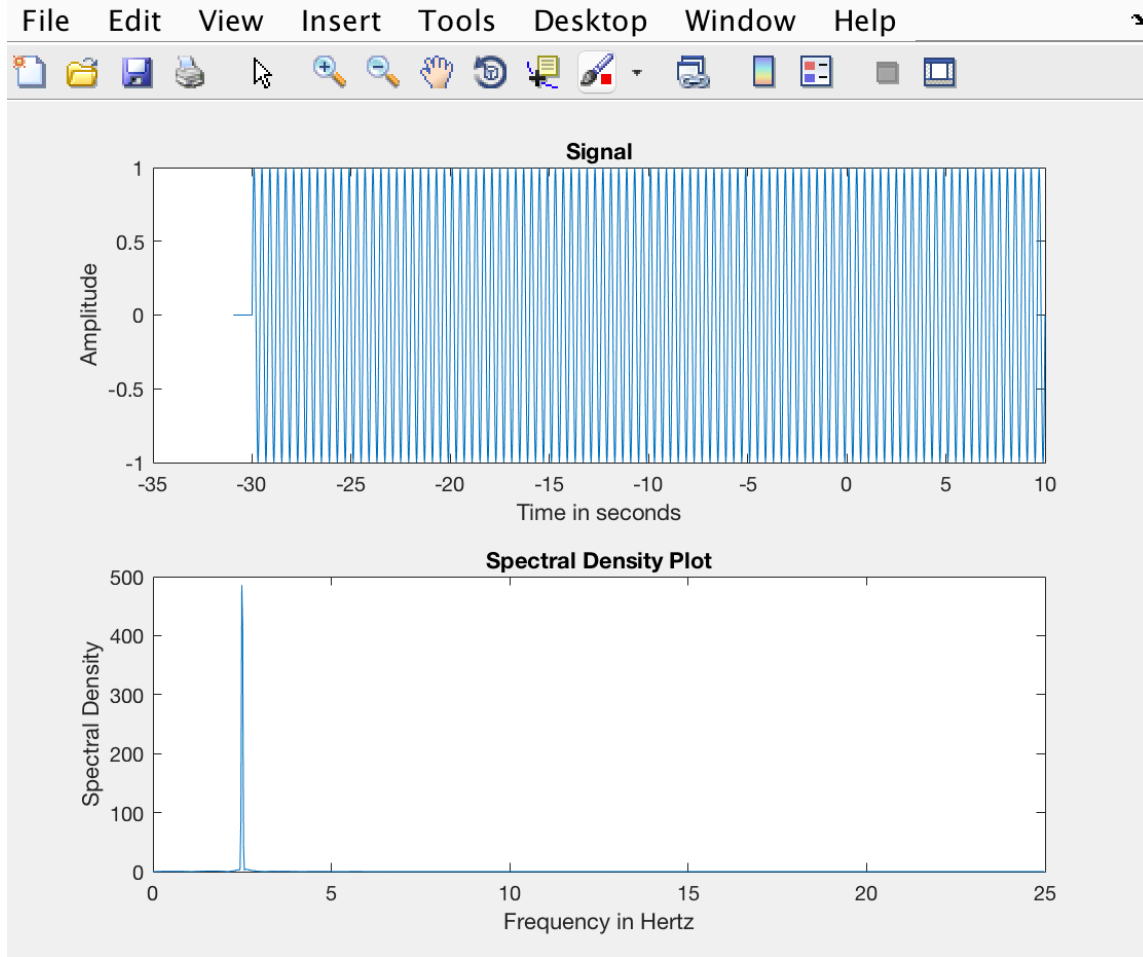 File Edit View Insert Tools Desktop Window Help
Signal
1
0.5
0
-0.5
-1
Amplitude
-35 -30 -25 -20 -15 -10 -5 0 5 10
Time in seconds
Spectral Density Plot
500
400
300
200
100
0
Spectral Density
0 5 10 15 20 25
Frequency in Hertz